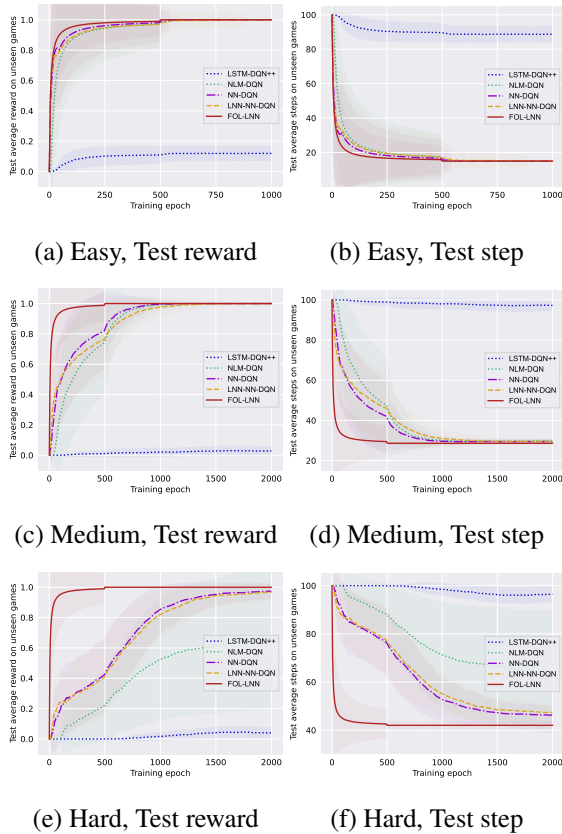 Test average reward on unseen games
1.0
0.8
0.6
0.4
0.2
0.0
LSTM-DQN++
NLM-DQN
NN-DQN
LNN-NN-DQN
FOL-LNN
0 250 500 750 1000
Training epoch
(a) Easy, Test reward
Test average steps on unseen games
100
80
60
40
20
LSTM-DQN++
NLM-DQN
NN-DQN
LNN-NN-DQN
FOL-LNN
0 250 500 750 1000
Training epoch
(b) Easy, Test step
Test average reward on unseen games
1.0
0.8
0.6
0.4
0.2
0.0
LSTM-DQN++
NLM-DQN
NN-DQN
LNN-NN-DQN
FOL-LNN
0 500 1000 1500 2000
Training epoch
(c) Medium, Test reward
Test average steps on unseen games
100
80
60
40
20
LSTM-DQN++
NLM-DQN
NN-DQN
LNN-NN-DQN
FOL-LNN
0 500 1000 1500 2000
Training epoch
(d) Medium, Test step
Test average reward on unseen games
1.0
0.8
0.6
0.4
0.2
0.0
LSTM-DQN++
NLM-DQN
NN-DQN
LNN-NN-DQN
FOL-LNN
0 500 1000 1500 2000
Training epoch
(e) Hard, Test reward
Test average steps on unseen games
100
80
60
40
LSTM-DQN++
NLM-DQN
NN-DQN
LNN-NN-DQN
FOL-LNN
0 500 1000 1500 2000
Training epoch
(f) Hard, Test step